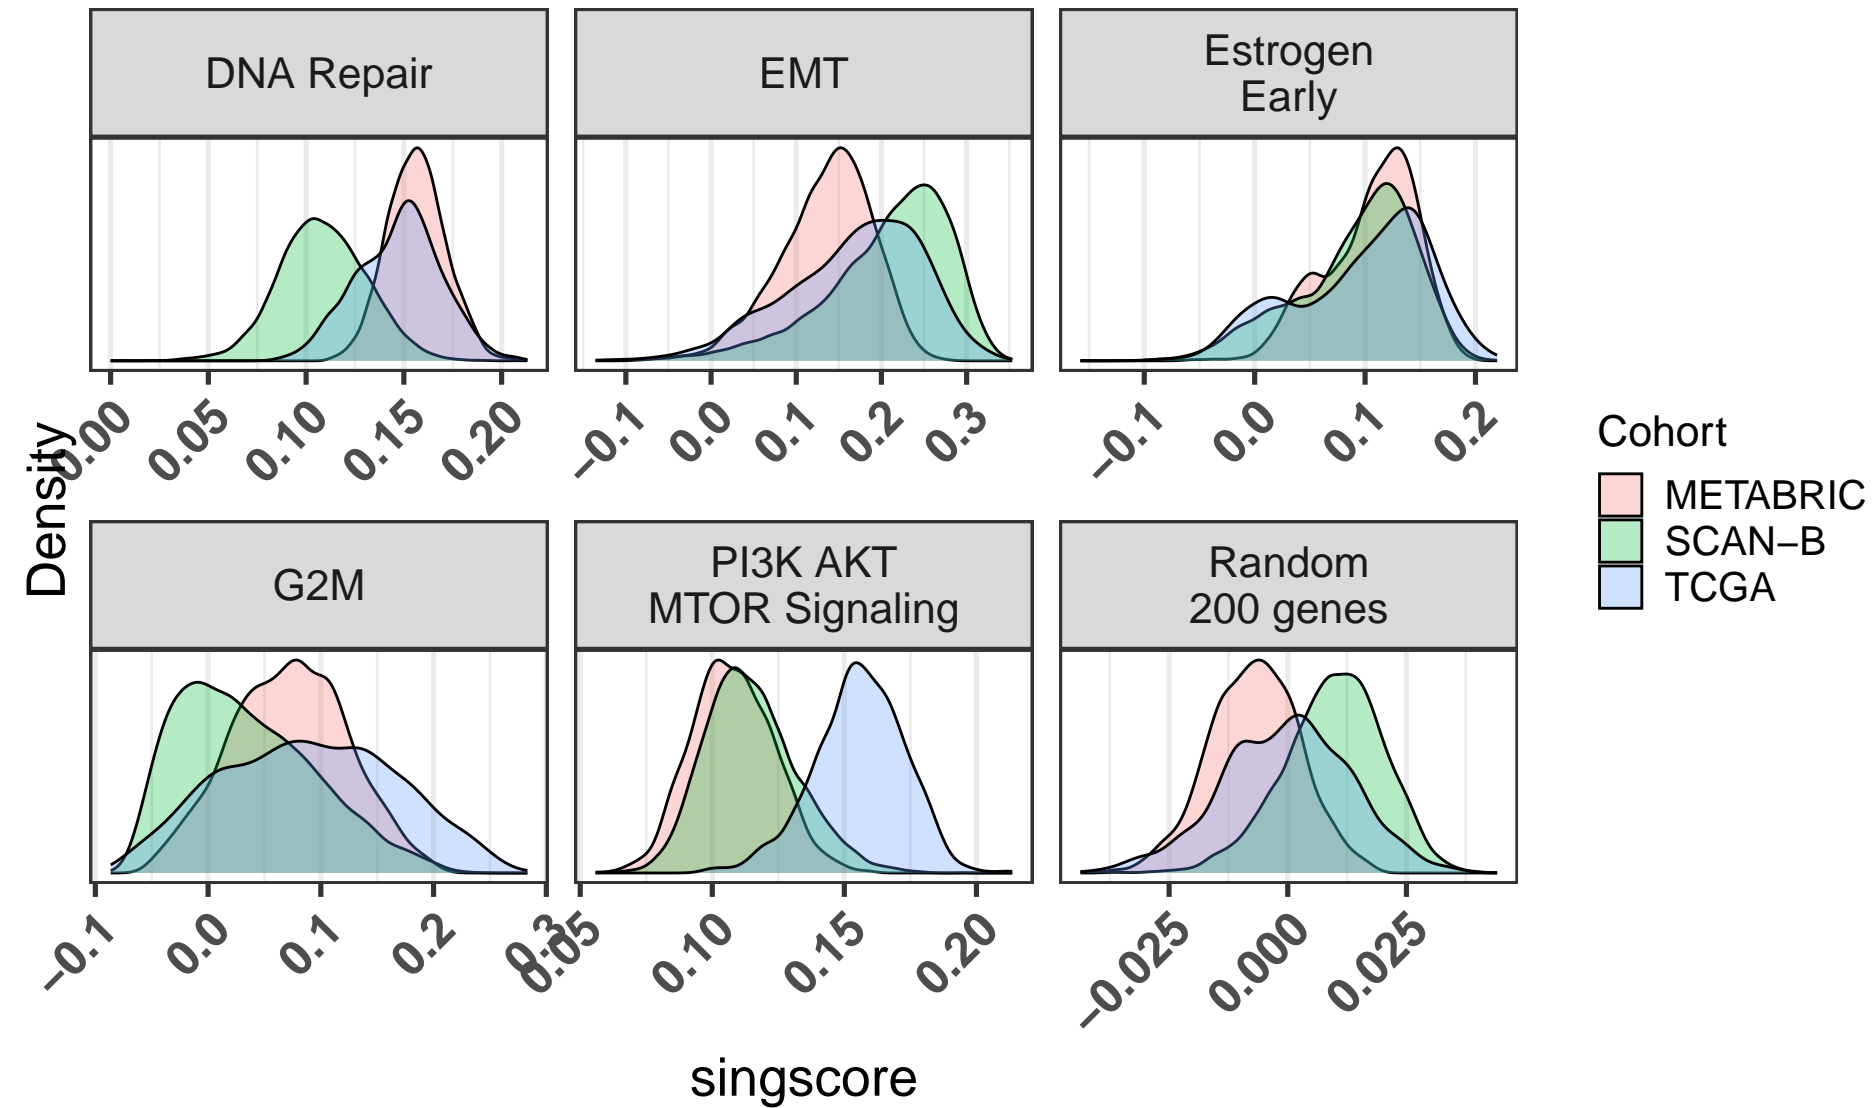 DNA Repair
EMT
Estrogen
Early
0.00
0.05
0.10
0.15
0.20
−0.1
0.0
0.1
0.2
0.3
−0.1
0.0
0.1
0.2
Density
G2M
PI3K AKT
MTOR Signaling
Random
200 genes
−0.1
0.0
0.1
0.2
0.3
0.05
0.10
0.15
0.20
−0.025
0.000
0.025
singscore
Cohort
METABRIC
SCAN−B
TCGA